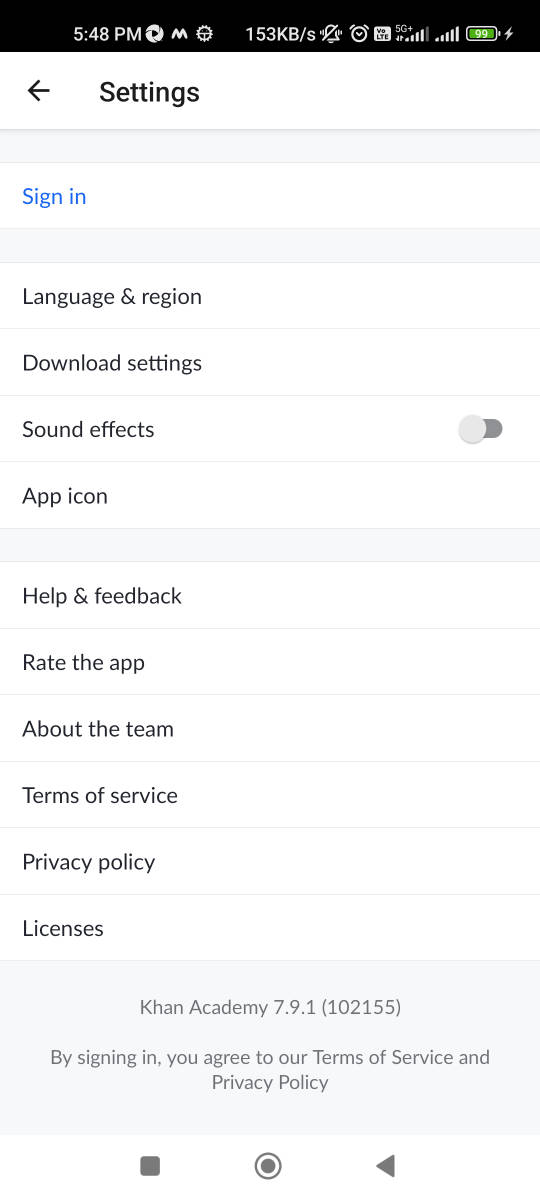 5:48 PM 153KB/s Vo LTE 5G+ 99
Settings
Sign in
Language & region
Download settings
Sound effects
App icon
Help & feedback
Rate the app
About the team
Terms of service
Privacy policy
Licenses
Khan Academy 7.9.1 (102155)
By signing in, you agree to our Terms of Service and
Privacy Policy